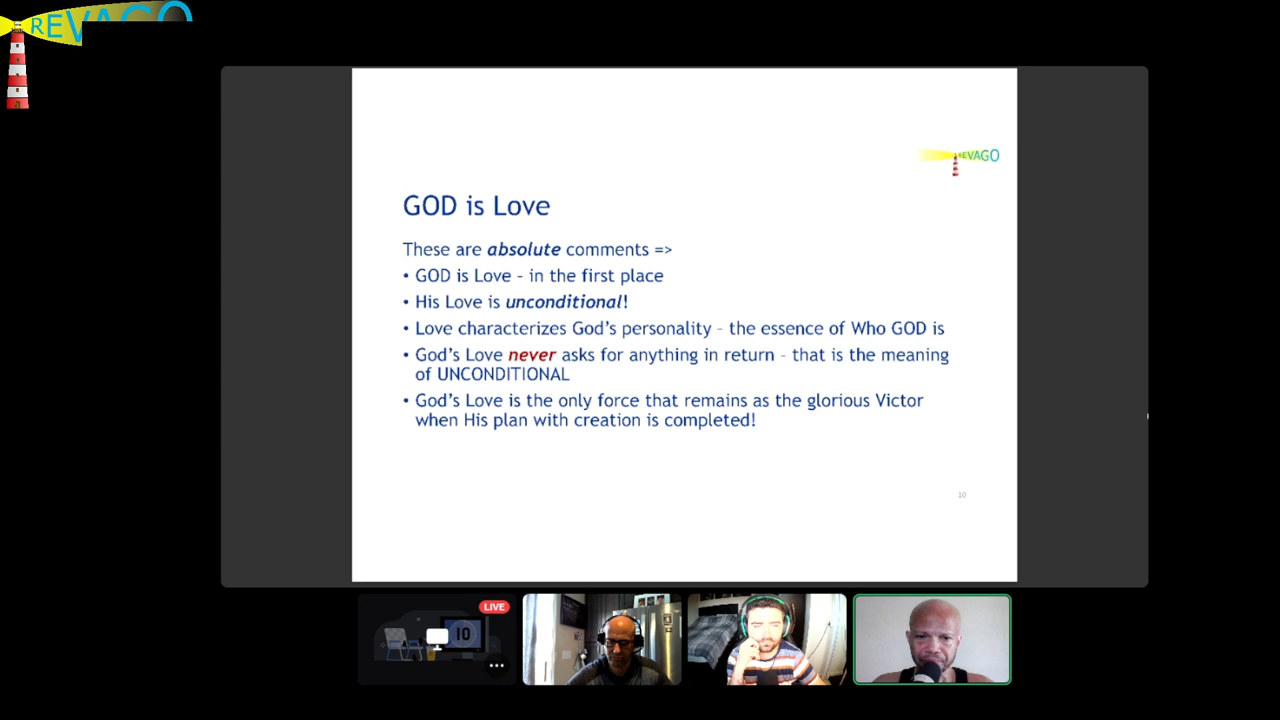 REVAGO
REVAGO
GOD is Love
These are absolute comments =>
• GOD is Love – in the first place
• His Love is unconditional!
• Love characterizes God's personality – the essence of Who GOD is
• God's Love never asks for anything in return – that is the meaning
of UNCONDITIONAL
• God's Love is the only force that remains as the glorious Victor
when His plan with creation is completed!
10
LIVE
10